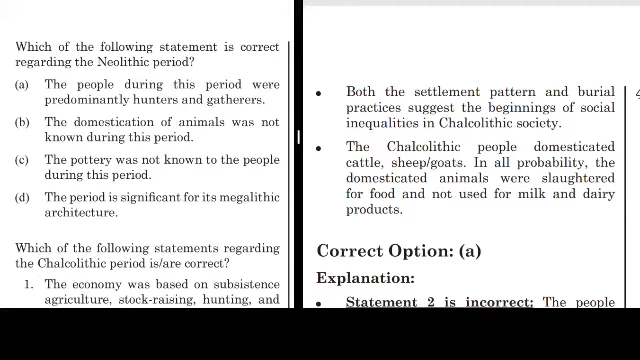 Which of the following statement is correct
regarding the Neolithic period?
(a) The people during this period were
predominantly hunters and gatherers.
(b) The domestication of animals was not
known during this period.
(c) The pottery was not known to the people
during this period.
(d) The period is significant for its megalithic
architecture.
Which of the following statements regarding
the Chalcolithic period is/are correct?
1. The economy was based on subsistence
agriculture, stock-raising, hunting, and
• Both the settlement pattern and burial
practices suggest the beginnings of social
inequalities in Chalcolithic society.
• The Chalcolithic people domesticated
cattle, sheep/goats. In all probability, the
domesticated animals were slaughtered
for food and not used for milk and dairy
products.
Correct Option: (a)
Explanation:
• Statement 2 is incorrect: The people